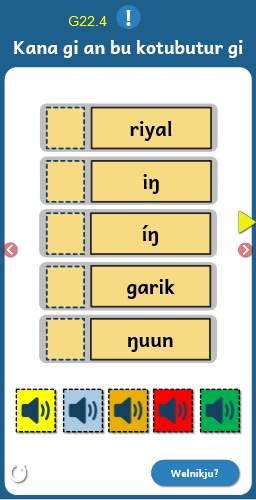 G22.4 !
Kana gi an bu kotubutur gi
riyal
iŋ
íŋ
garik
ŋuun
Welnikju?